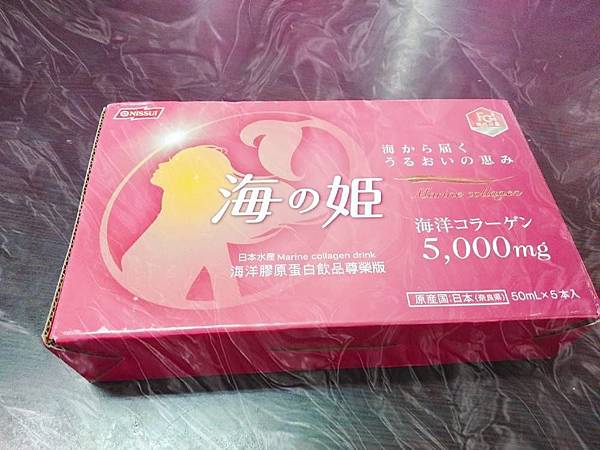 NISSUI
FG
海から届く
うるおいの恵み
Marine collagen
海の姫
海洋コラーゲン
5,000mg
日本水産 Marine collagen drink
海洋膠原蛋白飲品尊榮版
原産国:日本(奈良県) 50mL×5本入